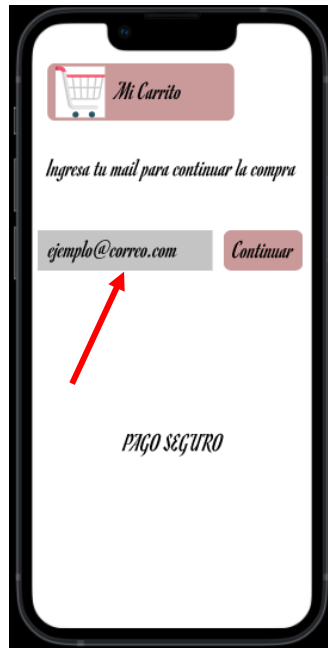 Mi Carrito
Ingresa tu mail para continuar la compra
ejemplo@correo.com
Continuar
PAGO SEGURO